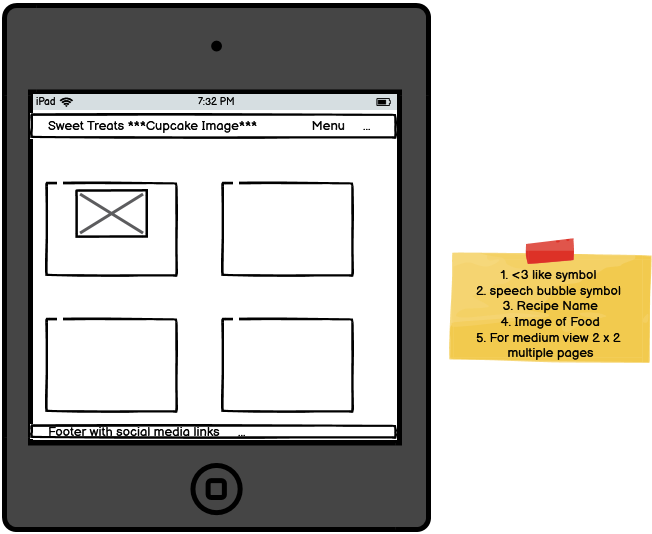 iPad 7:32 PM
Sweet Treats ***Cupcake Image*** Menu ...
Footer with social media links ...
1. <3 like symbol
2. speech bubble symbol
3. Recipe Name
4. Image of Food
5. For medium view 2 x 2
multiple pages